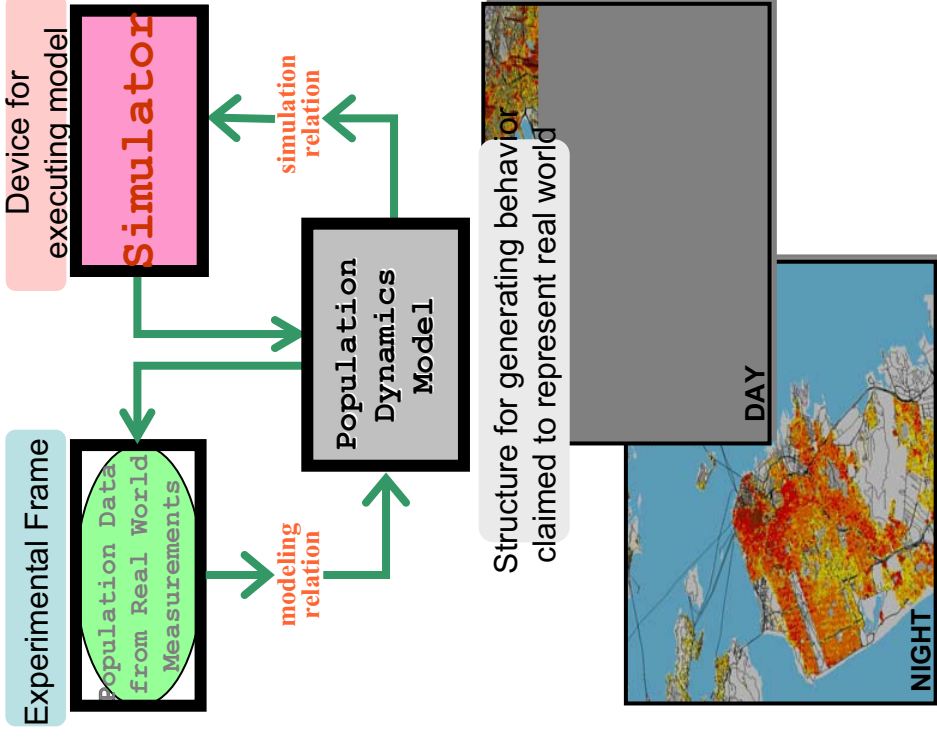 Experimental Frame
Population Data
from Real World
Measurements
Device for
executing model
Simulator
modeling
relation
simulation
relation
Population
Dynamics
Model
Structure for generating behavior
claimed to represent real world
NIGHT
DAY